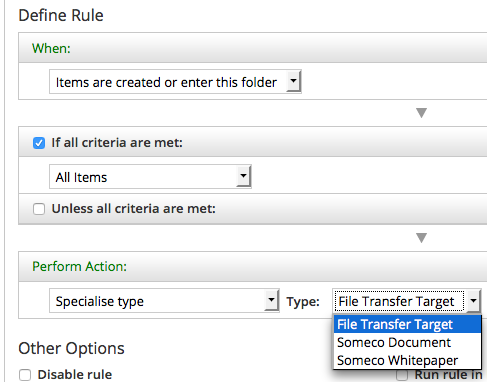 Define Rule
When:
Items are created or enter this folder
If all criteria are met:
All Items
Unless all criteria are met:
Perform Action:
Specialise type Type: File Transfer Target
File Transfer Target
Someco Document
Someco Whitepaper
Other Options
Disable rule Run rule in